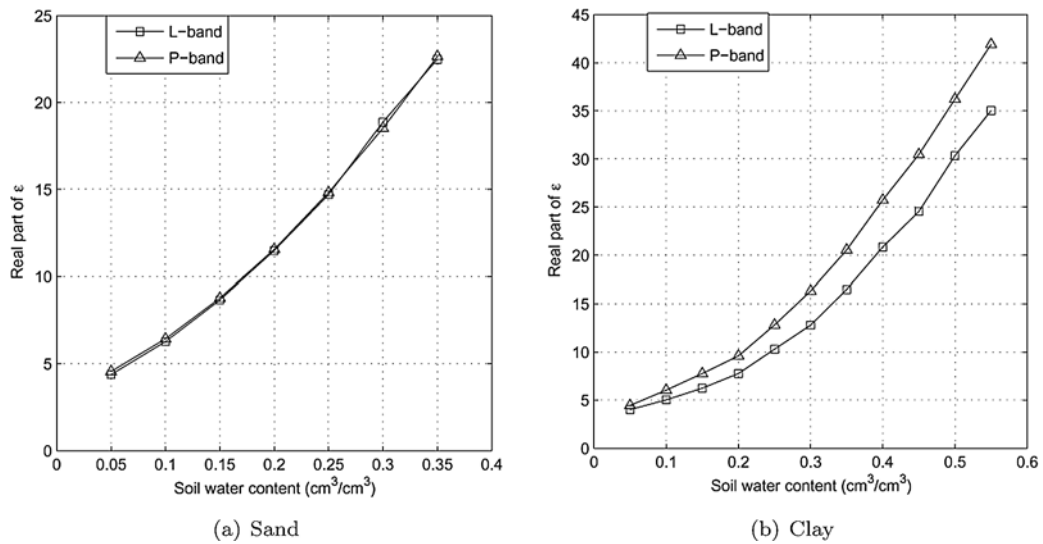 25
20
15
10
5
0
0 0.05 0.1 0.15 0.2 0.25 0.3 0.35 0.4
Real part of ε
Soil water content (cm³/cm³)
L−band
P−band
(a) Sand
45
40
35
30
25
20
15
10
5
0
0 0.1 0.2 0.3 0.4 0.5 0.6
Real part of ε
Soil water content (cm³/cm³)
L−band
P−band
(b) Clay